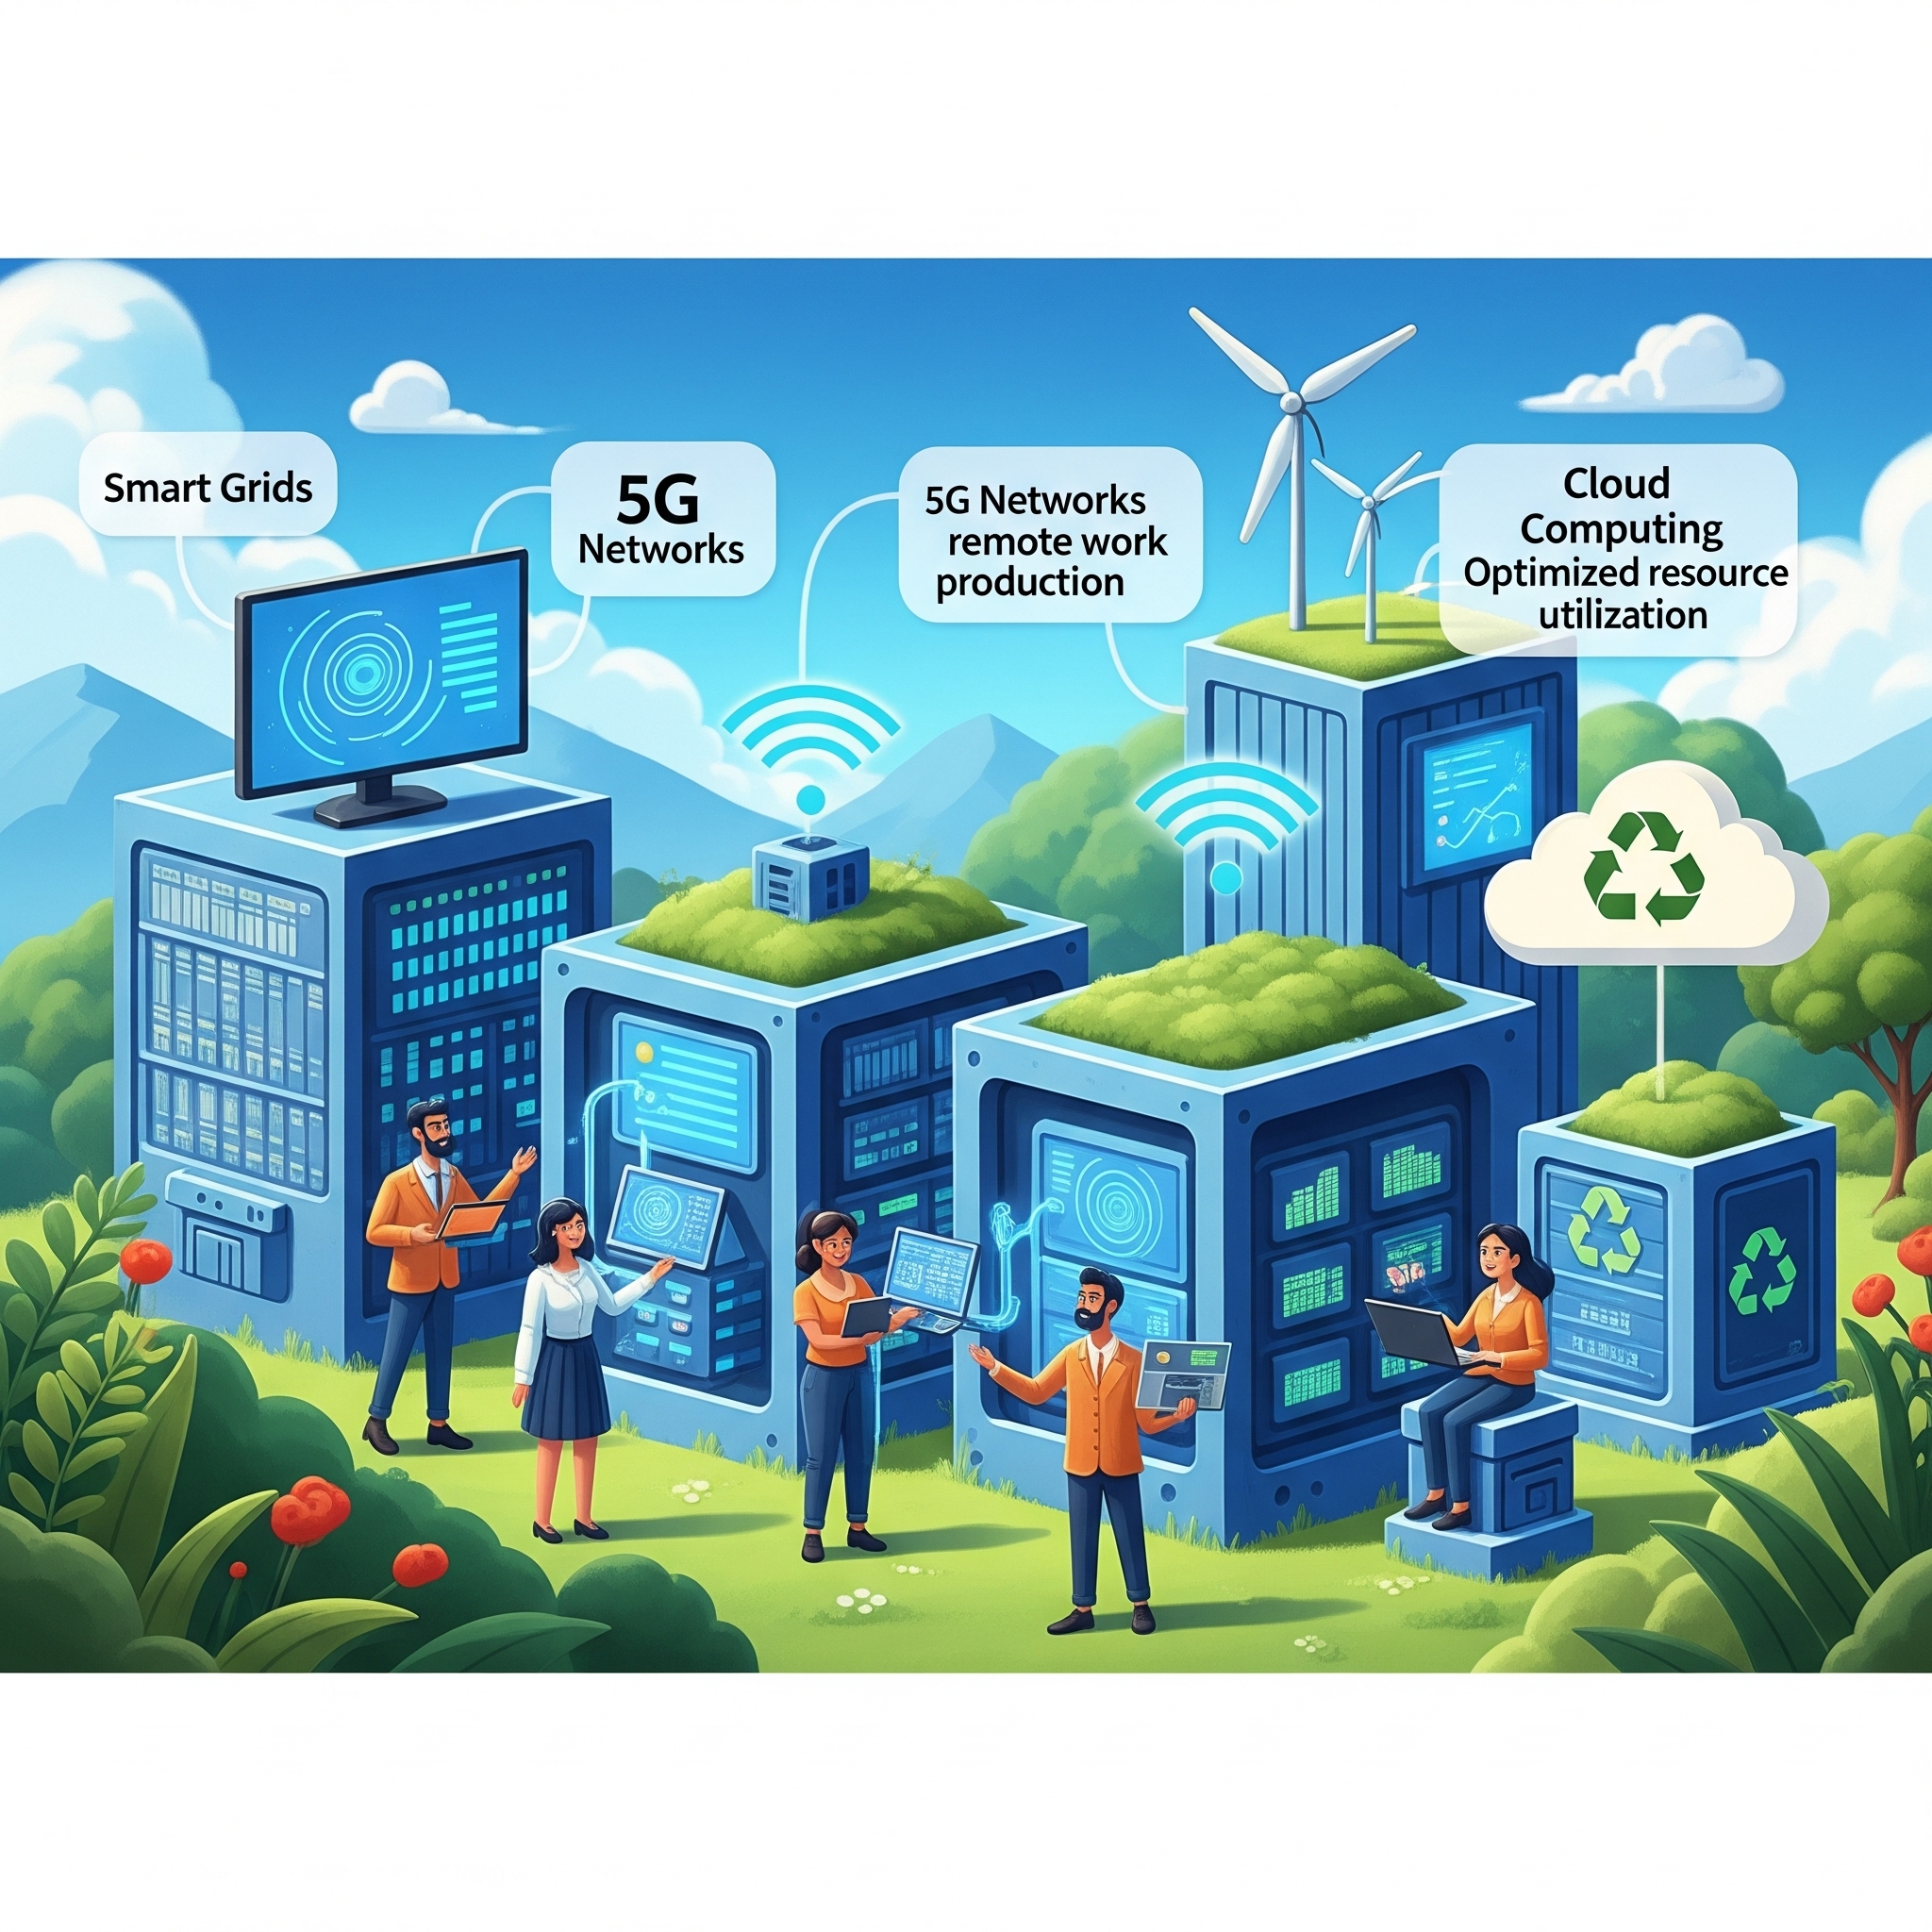 Smart Grids
5G
Networks
5G Networks
remote work
production
Cloud
Computing
Optimized resource
utilization